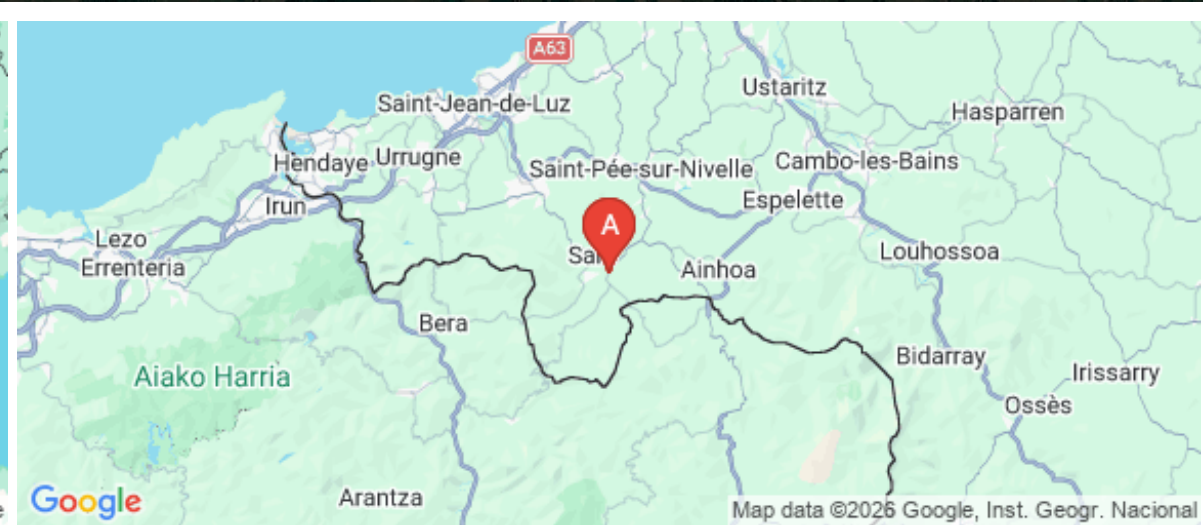 A63
Ustaritz
Saint-Jean-de-Luz
Hasparren
Hendaye
Urrugne
Saint-Pée-sur-Nivelle
Cambo-les-Bains
Irun
Espelette
A
Lezo
Errenteria
Ainhoa
Louhossoa
Bera
Bidarray
Aiako Harria
Irissarry
Ossès
Arantza
Google
Map data ©2026 Google, Inst. Geogr. Nacional